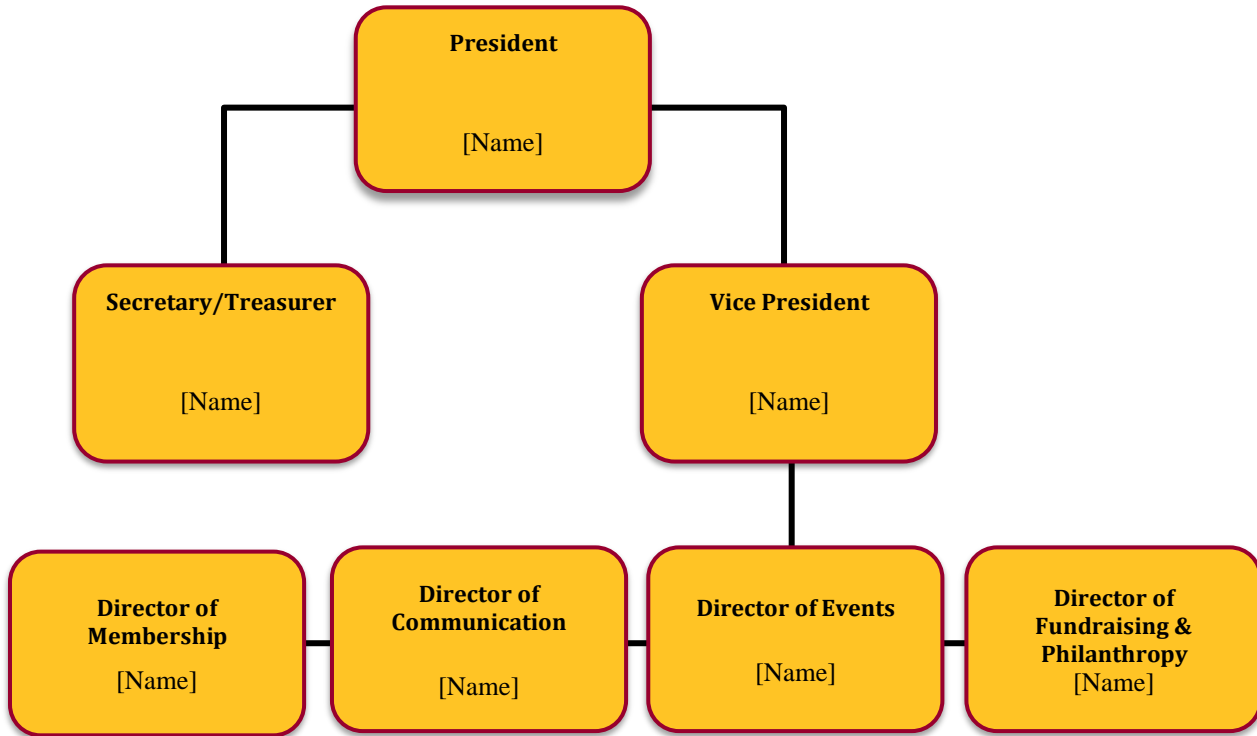 President
[Name]
Secretary/Treasurer
[Name]
Vice President
[Name]
Director of
Membership
[Name]
Director of
Communication
[Name]
Director of Events
[Name]
Director of
Fundraising &
Philanthropy
[Name]